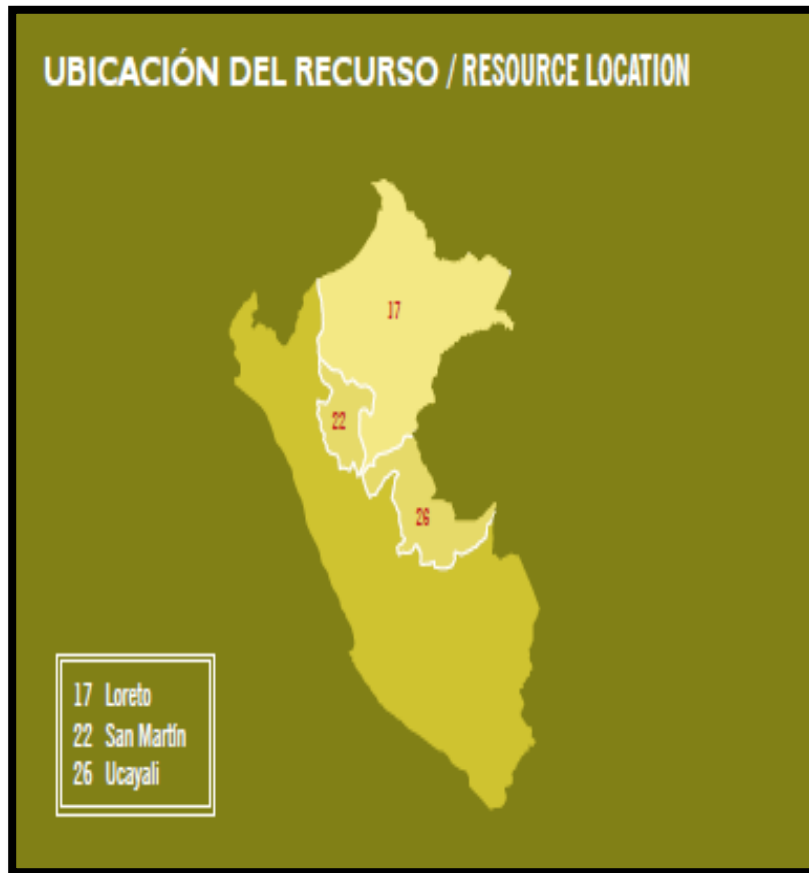 UBICACIÓN DEL RECURSO / RESOURCE LOCATION
17
22
26
17 Loreto
22 San Martín
26 Ucayali